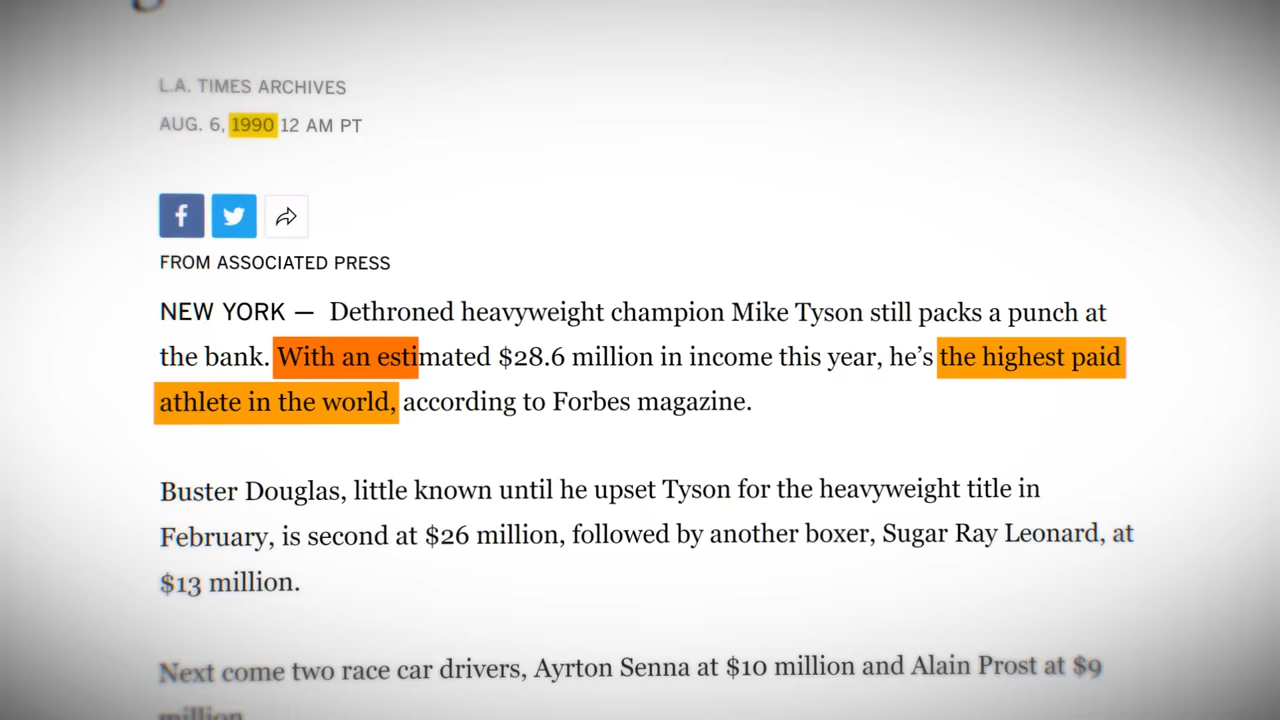 L.A. TIMES ARCHIVES
AUG. 6, 1990 12 AM PT
FROM ASSOCIATED PRESS
NEW YORK — Dethroned heavyweight champion Mike Tyson still packs a punch at
the bank. With an estimated $28.6 million in income this year, he’s the highest paid
athlete in the world, according to Forbes magazine.
Buster Douglas, little known until he upset Tyson for the heavyweight title in
February, is second at $26 million, followed by another boxer, Sugar Ray Leonard, at
$13 million.
Next come two race car drivers, Ayrton Senna at $10 million and Alain Prost at $9
million